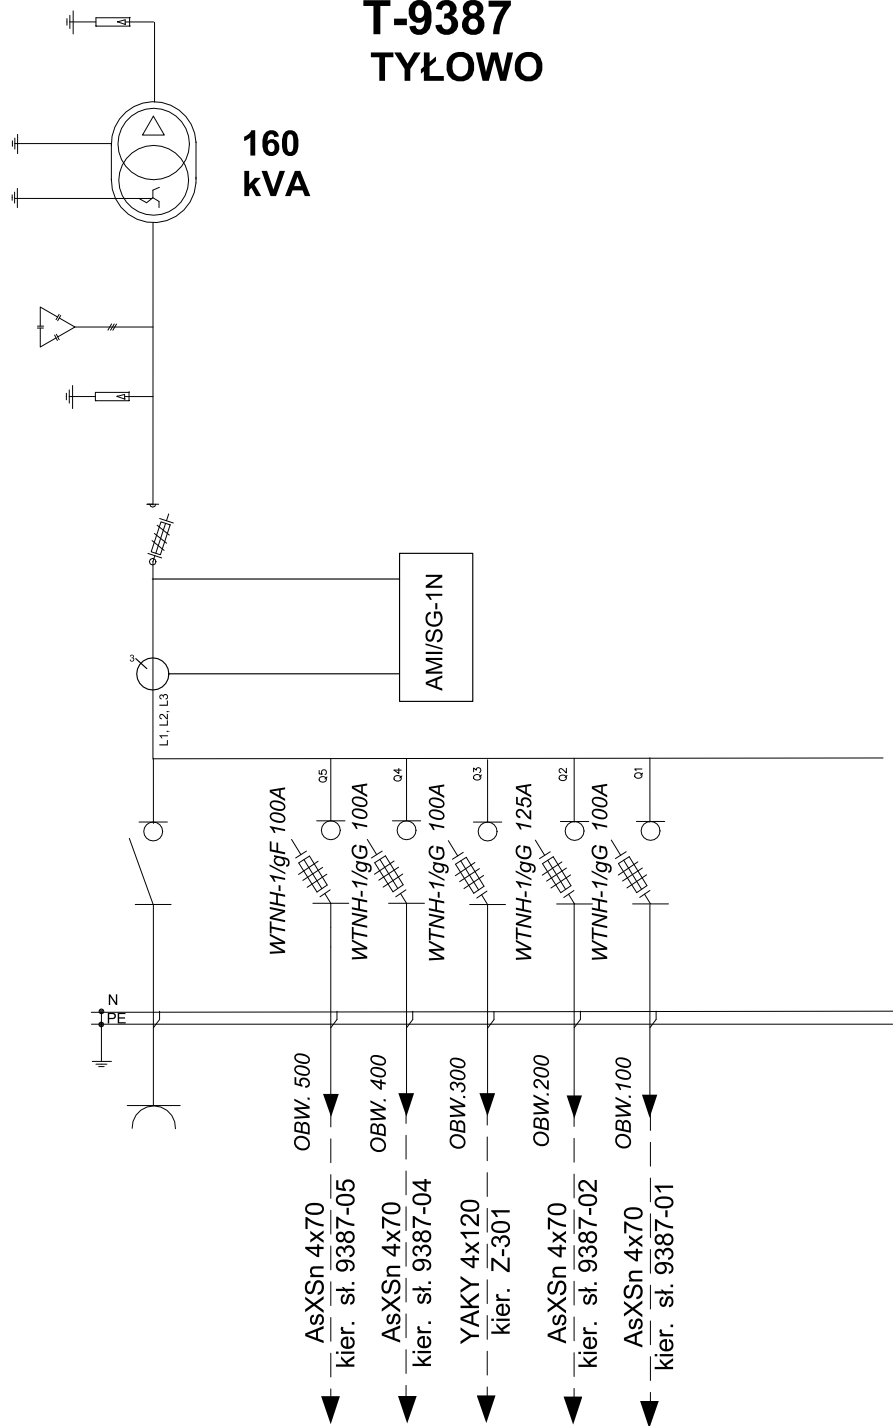 T-9387
TYŁOWO
160
kVA
AMI/SG-1N
3
L1, L2, L3
Q5
Q4
Q3
Q2
Q1
WTNH-1/gF 100A
WTNH-1/gG 100A
WTNH-1/gG 100A
WTNH-1/gG 125A
WTNH-1/gG 100A
N
PE
OBW. 500
OBW. 400
OBW.300
OBW.200
OBW.100
AsXSn 4x70
kier. sł. 9387-05
AsXSn 4x70
kier. sł. 9387-04
YAKY 4x120
kier. Z-301
AsXSn 4x70
kier. sł. 9387-02
AsXSn 4x70
kier. sł. 9387-01